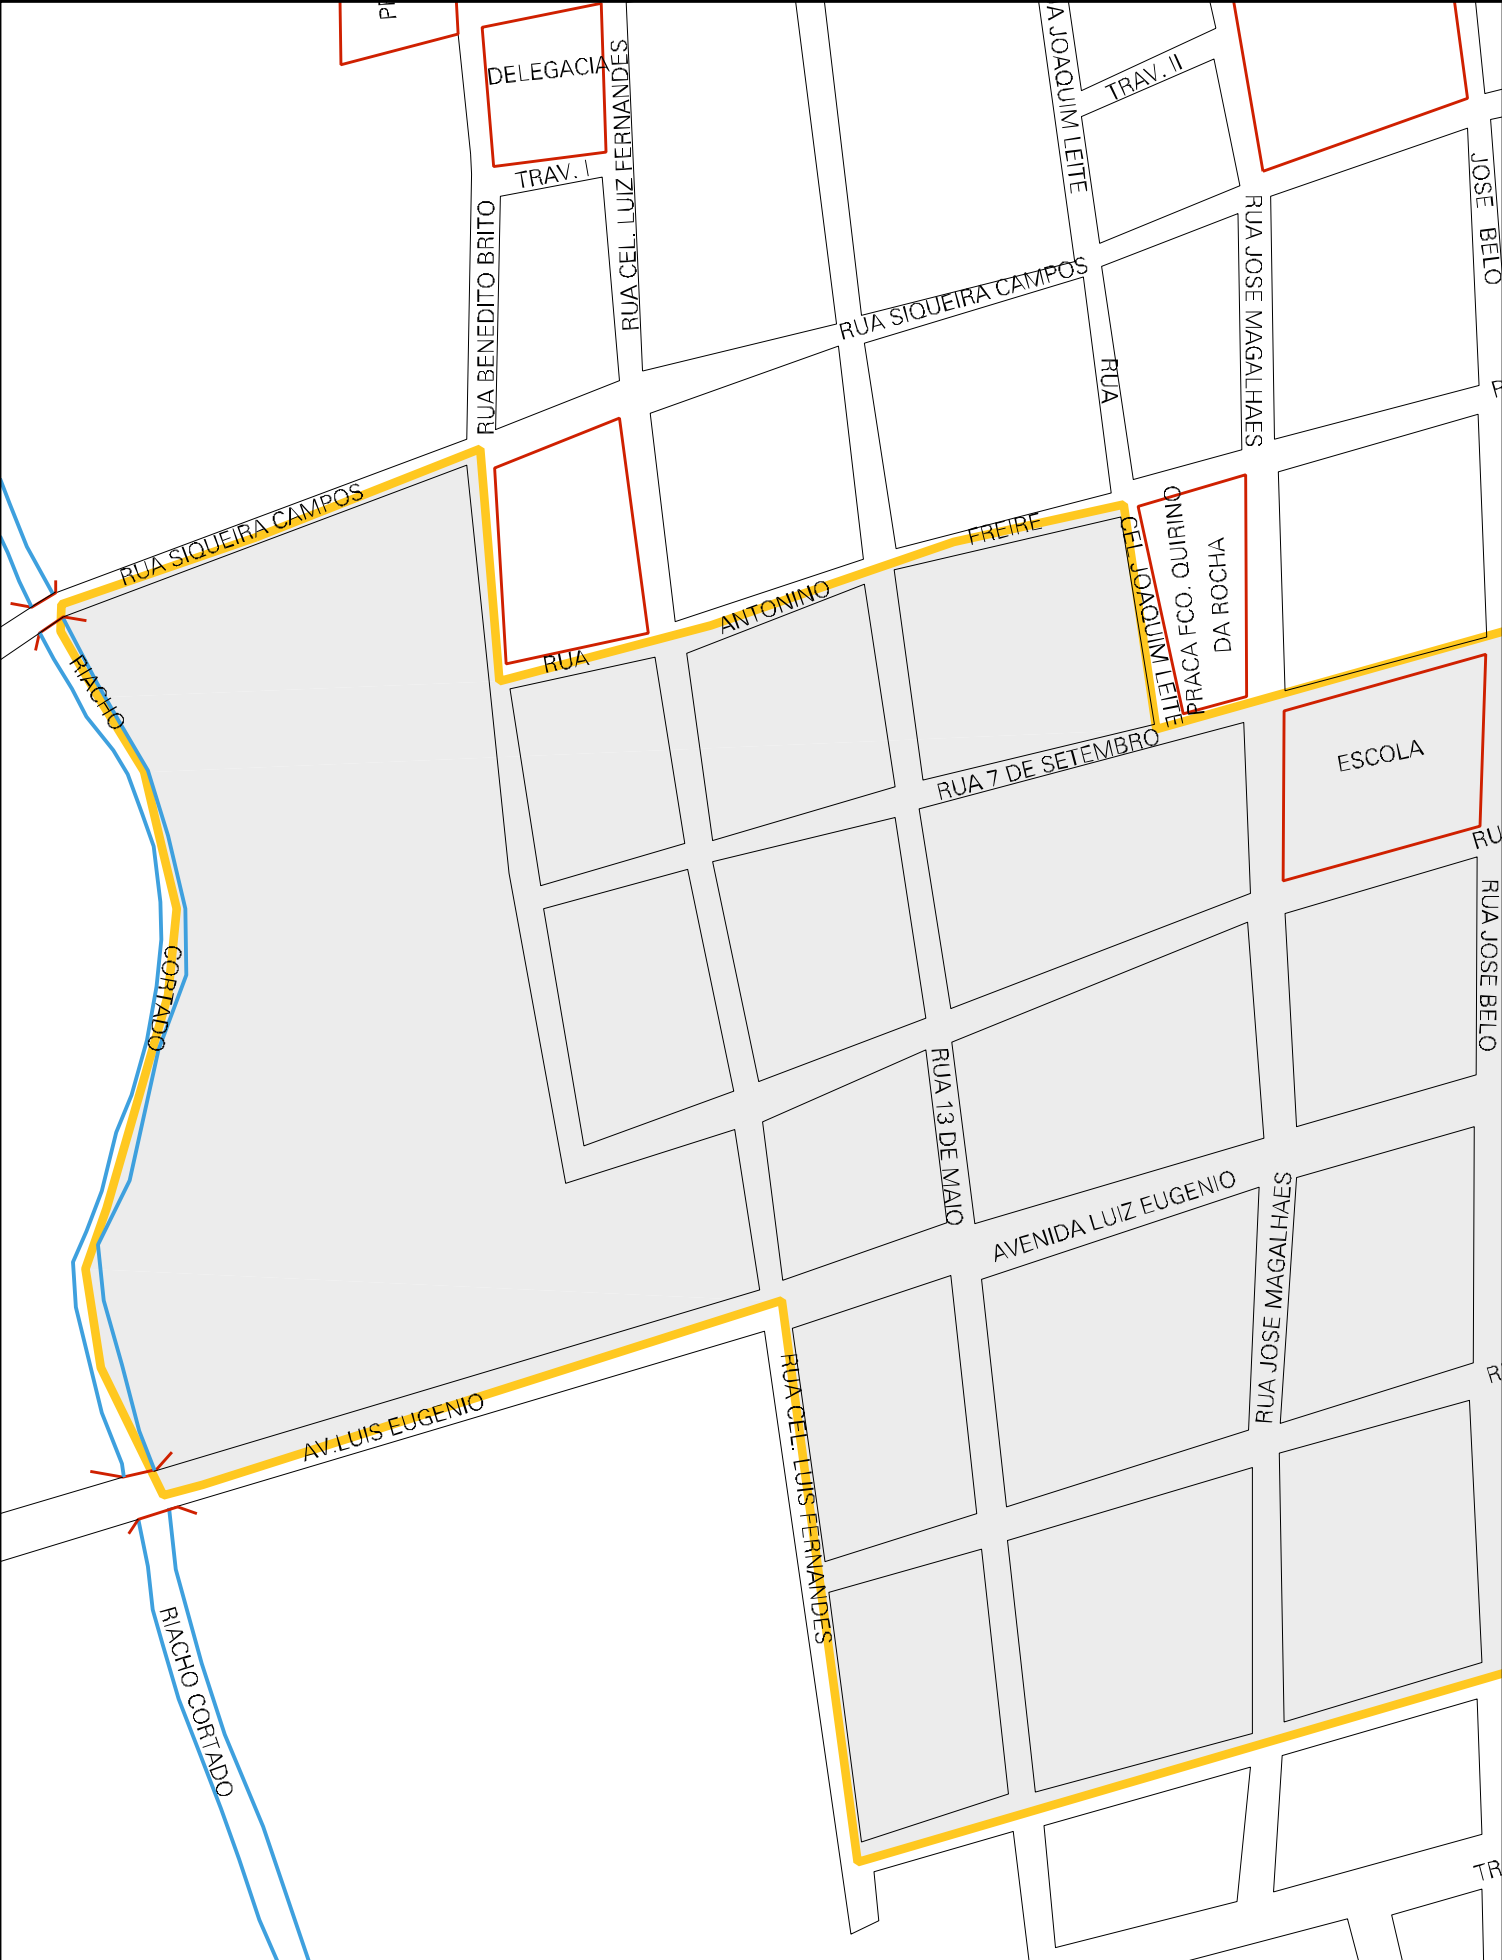 DELEGACIA
TRAV. I
RUA CEL. LUIZ FERNANDES
RUA BENEDITO BRITO
JOAQUIM LEITE
TRAV. II
JOSE BELO
RUA JOSE MAGALHAES
RUA SIQUEIRA CAMPOS
RUA
RUA SIQUEIRA CAMPOS
FREIRE
ANTONINO
RUA
CEL. JOAQUIM LEITE
PRACA FCO. QUIRINO
DA ROCHA
RUA 7 DE SETEMBRO
ESCOLA
RIACHO
CORTADO
RUA JOSE BELO
RUA 13 DE MAIO
AVENIDA LUIZ EUGENIO
RUA JOSE MAGALHAES
AV.LUIS EUGENIO
RUA CEL. LUIS FERNANDES
RIACHO CORTADO